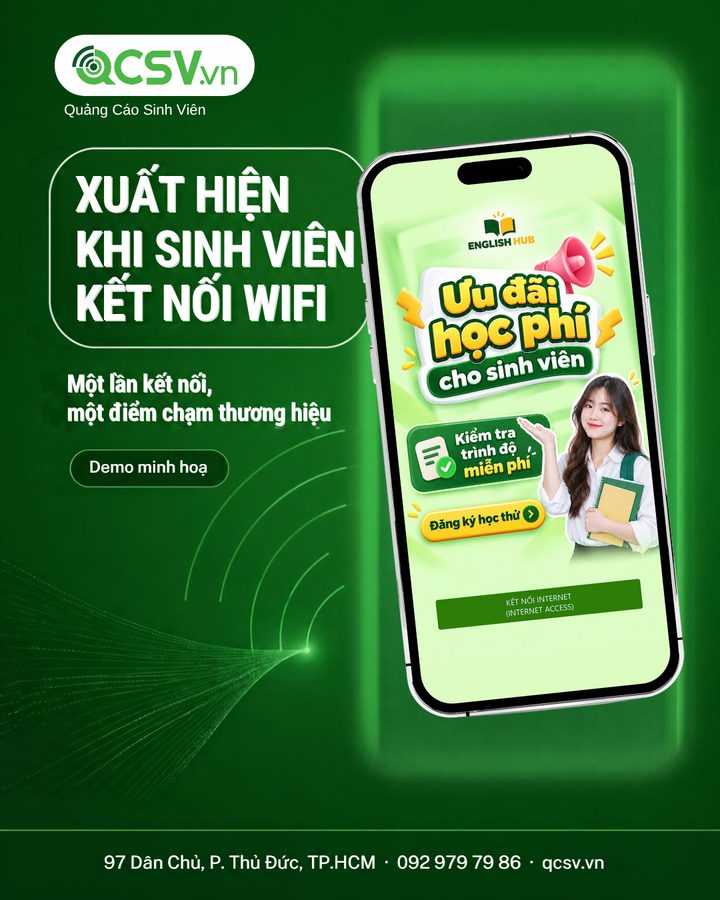 QCSV.vn
Quảng Cáo Sinh Viên
XUẤT HIỆN
KHI SINH VIÊN
KẾT NỐI WIFI
Một lần kết nối,
một điểm chạm thương hiệu
Demo minh hoạ
ENGLISH HUB
Ưu đãi
học phí
cho sinh viên
Kiểm tra
trình độ
miễn phí
Đăng ký học thử
KẾT NỐI INTERNET
(INTERNET ACCESS)
97 Dân Chủ, P. Thủ Đức, TP.HCM · 092 979 79 86 · qcsv.vn